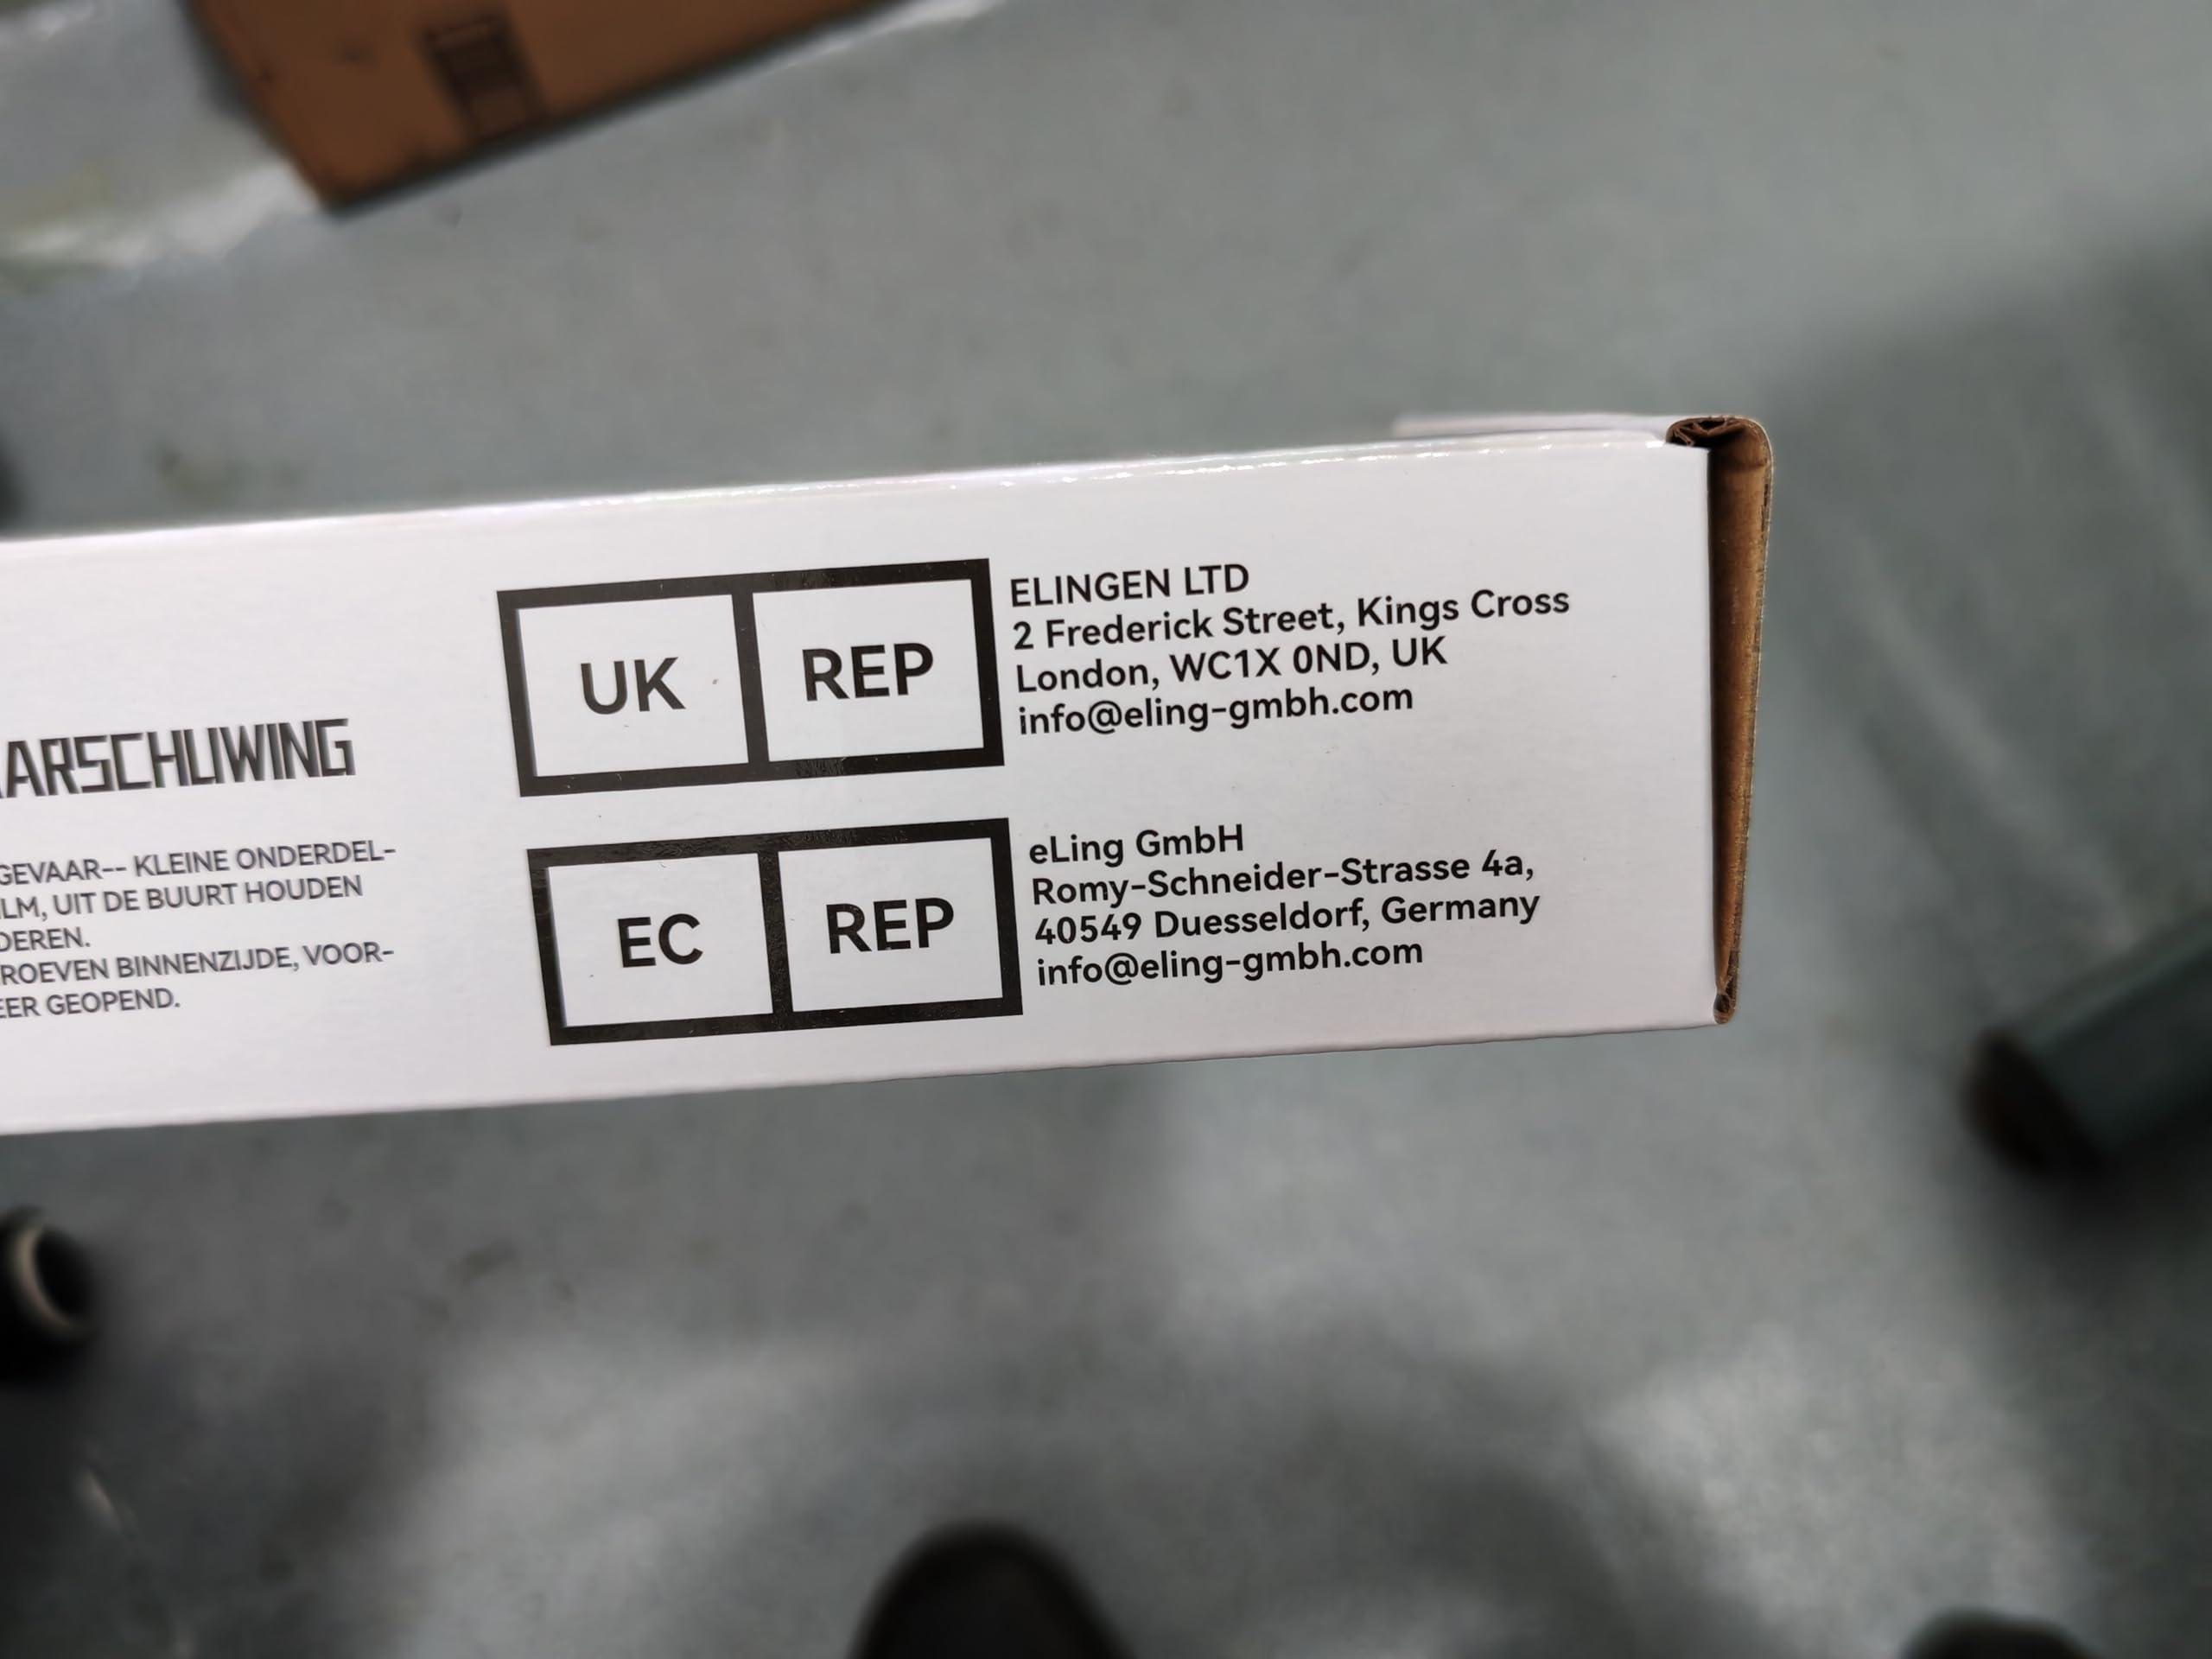 ARSCHUWING
GEVAAR-- KLEINE ONDERDEL-
LM, UIT DE BUURT HOUDEN
DEREN.
ROEVEN BINNENZIJDE, VOOR-
EER GEOPEND.
UK REP
ELINGEN LTD
2 Frederick Street, Kings Cross
London, WC1X 0ND, UK
info@eling-gmbh.com
EC REP
eLing GmbH
Romy-Schneider-Strasse 4a,
40549 Duesseldorf, Germany
info@eling-gmbh.com